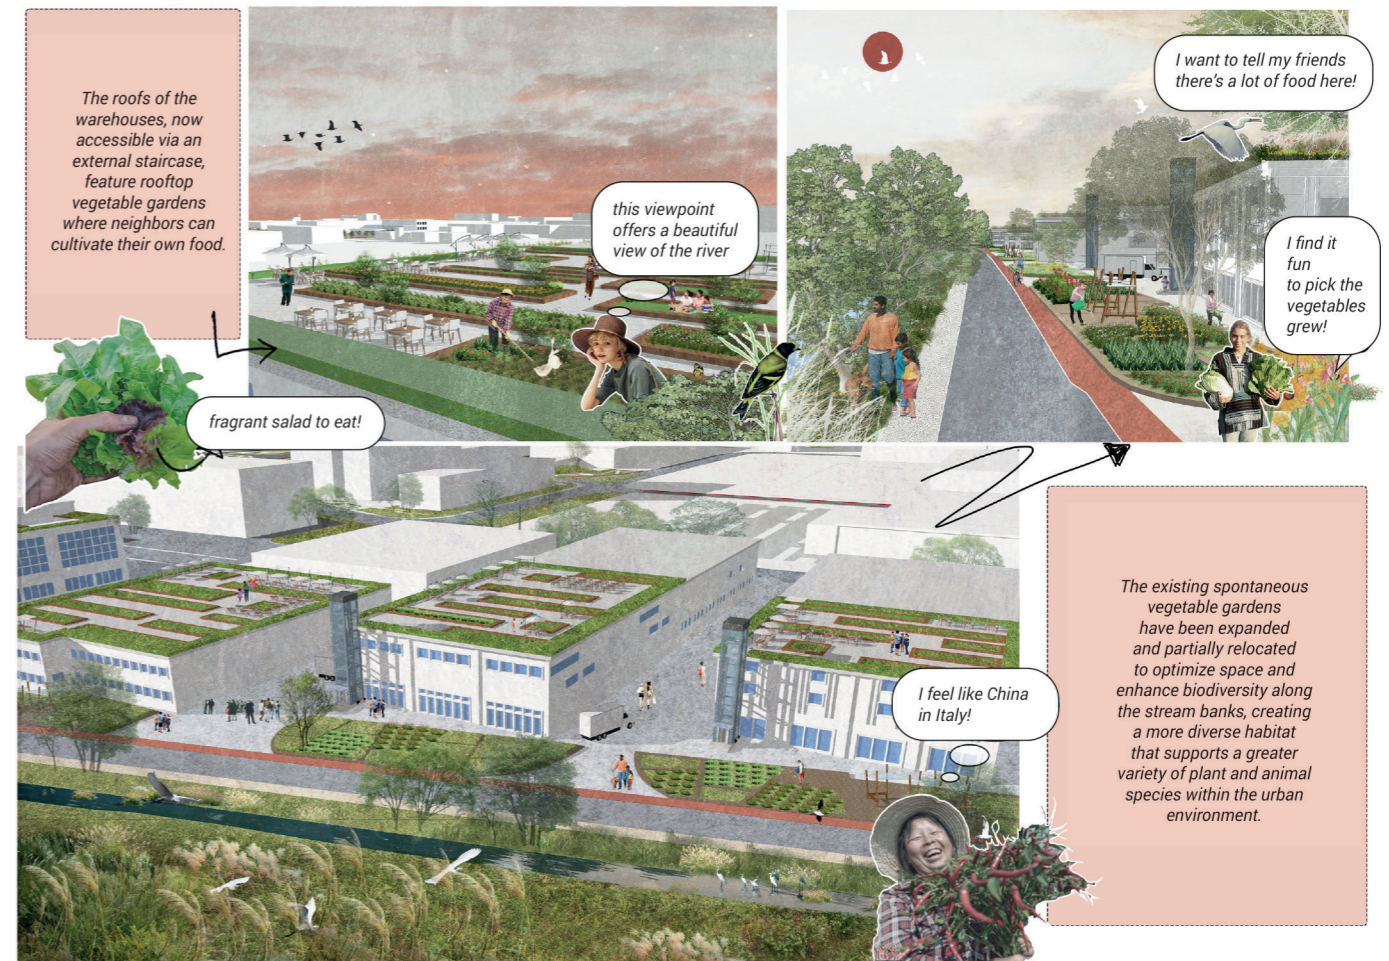 The roofs of the
warehouses, now
accessible via an
external staircase,
feature rooftop
vegetable gardens
where neighbors can
cultivate their own food.
this viewpoint
offers a beautiful
view of the river
I want to tell my friends
there's a lot of food here!
I find it
fun
to pick the
vegetables
grew!
fragrant salad to eat!
I feel like China
in Italy!
The existing spontaneous
vegetable gardens
have been expanded
and partially relocated
to optimize space and
enhance biodiversity along
the stream banks, creating
a more diverse habitat
that supports a greater
variety of plant and animal
species within the urban
environment.